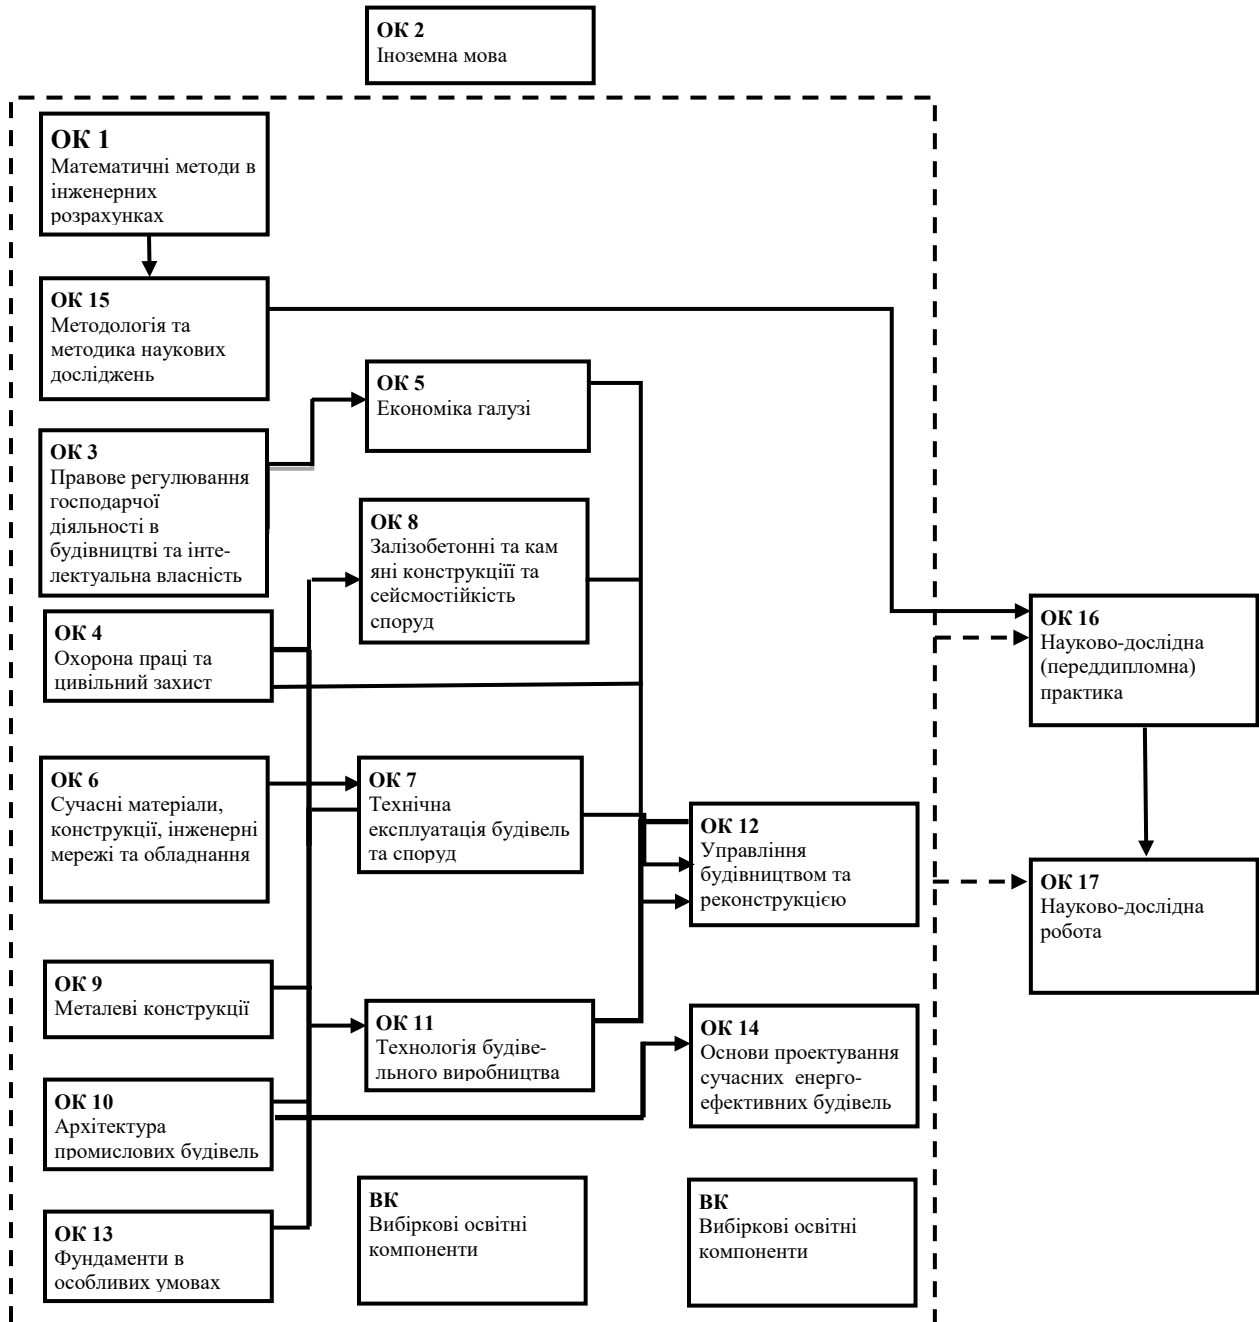 ОК 2
Іноземна мова
ОК 1
Математичні методи в
інженерних
розрахунках
ОК 15
Методологія та
методика наукових
досліджень
ОК 5
Економіка галузі
ОК 3
Правове регулювання
господарчої
діяльності в
будівництві та інте-
лектуальна власність
ОК 8
Залізобетонні та кам
яні конструкціїї та
сейсмостійкість
споруд
ОК 4
Охорона праці та
цивільний захист
ОК 16
Науково-дослідна
(переддипломна)
практика
ОК 6
Сучасні матеріали,
конструкції, інженерні
мережі та обладнання
ОК 7
Технічна
експлуатація будівель
та споруд
ОК 12
Управління
будівництвом та
реконструкцією
ОК 17
Науково-дослідна
робота
ОК 9
Металеві конструкції
ОК 11
Технологія будіве-
льного виробництва
ОК 14
Основи проектування
сучасних енерго-
ефективних будівель
ОК 10
Архітектура
промислових будівель
ВК
Вибіркові освітні
компоненти
ВК
Вибіркові освітні
компоненти
ОК 13
Фундаменти в
особливих умовах